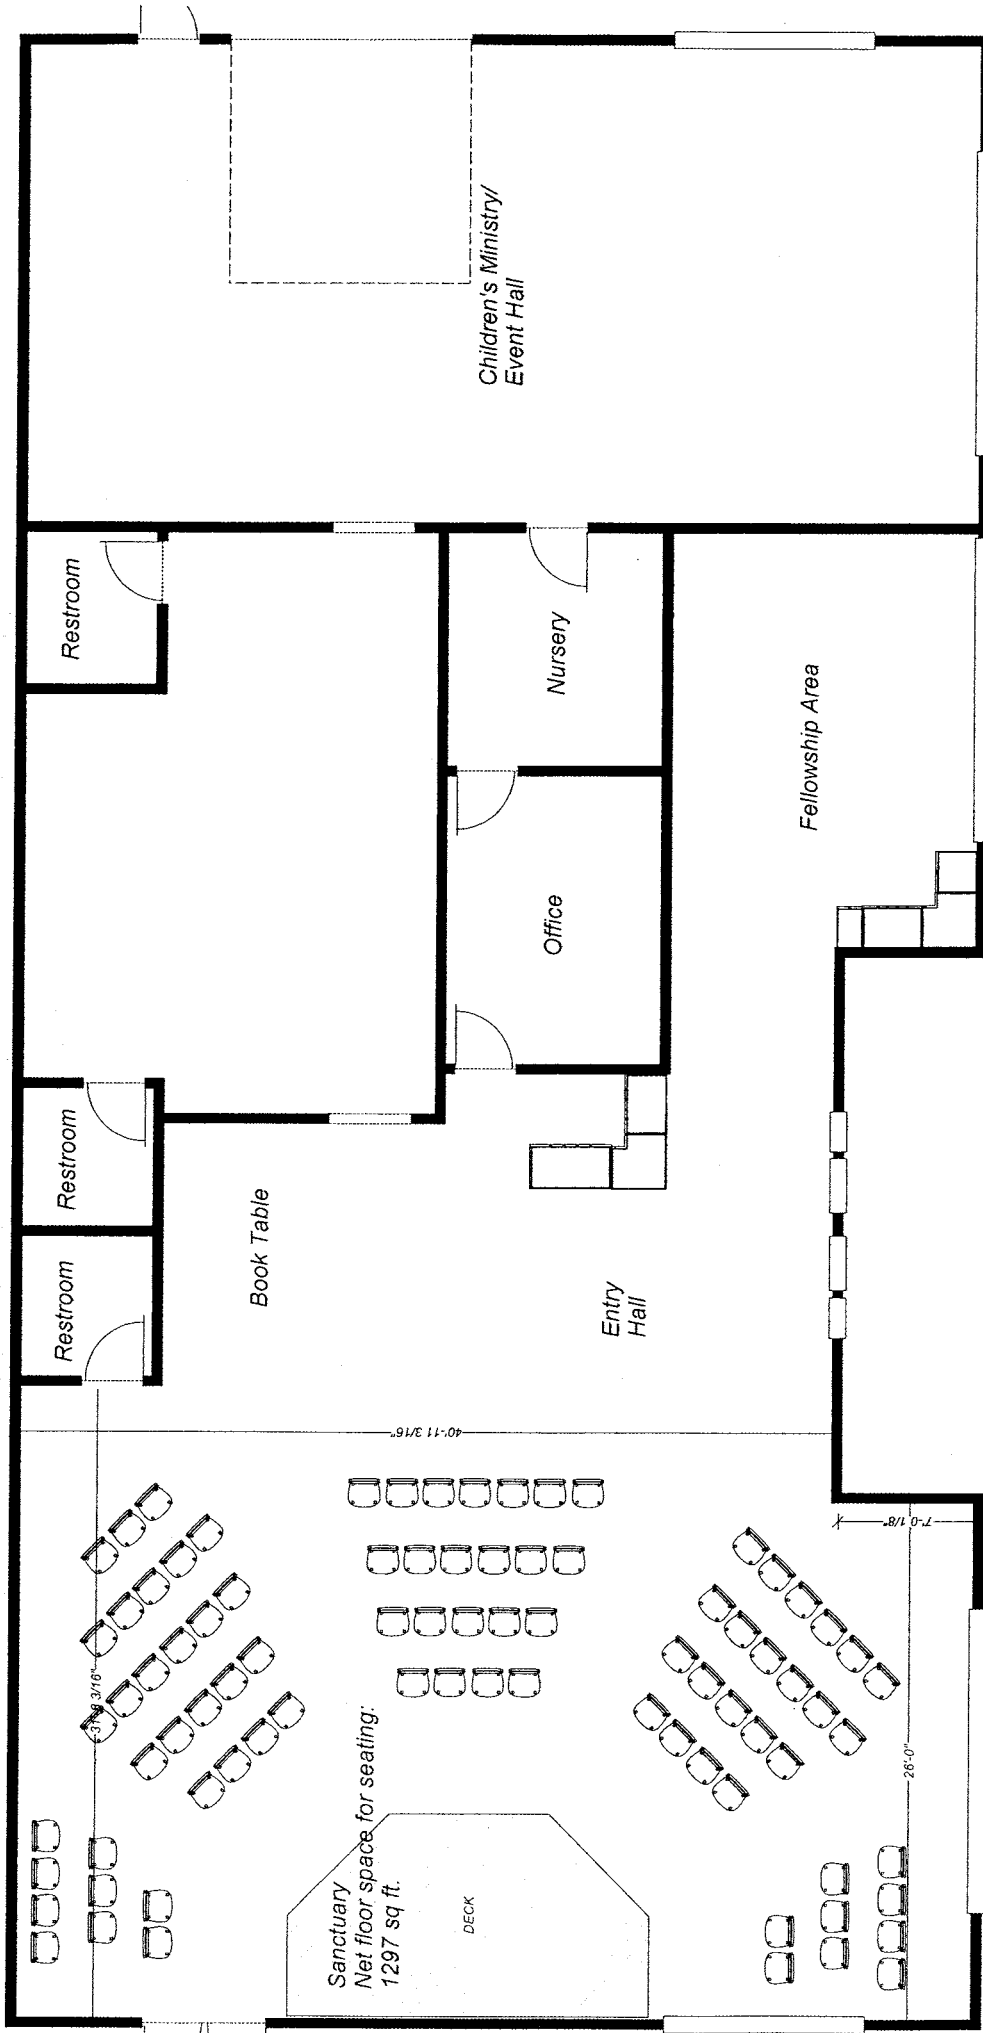 Children's Ministry/
Event Hall
Restroom
Nursery
Fellowship Area
Office
Restroom
Book Table
Restroom
Entry
Hall
40'-11 3/16"
7'-0 1/8"
26'-0"
Sanctuary
Net floor space for seating:
1297 sq ft.
DECK